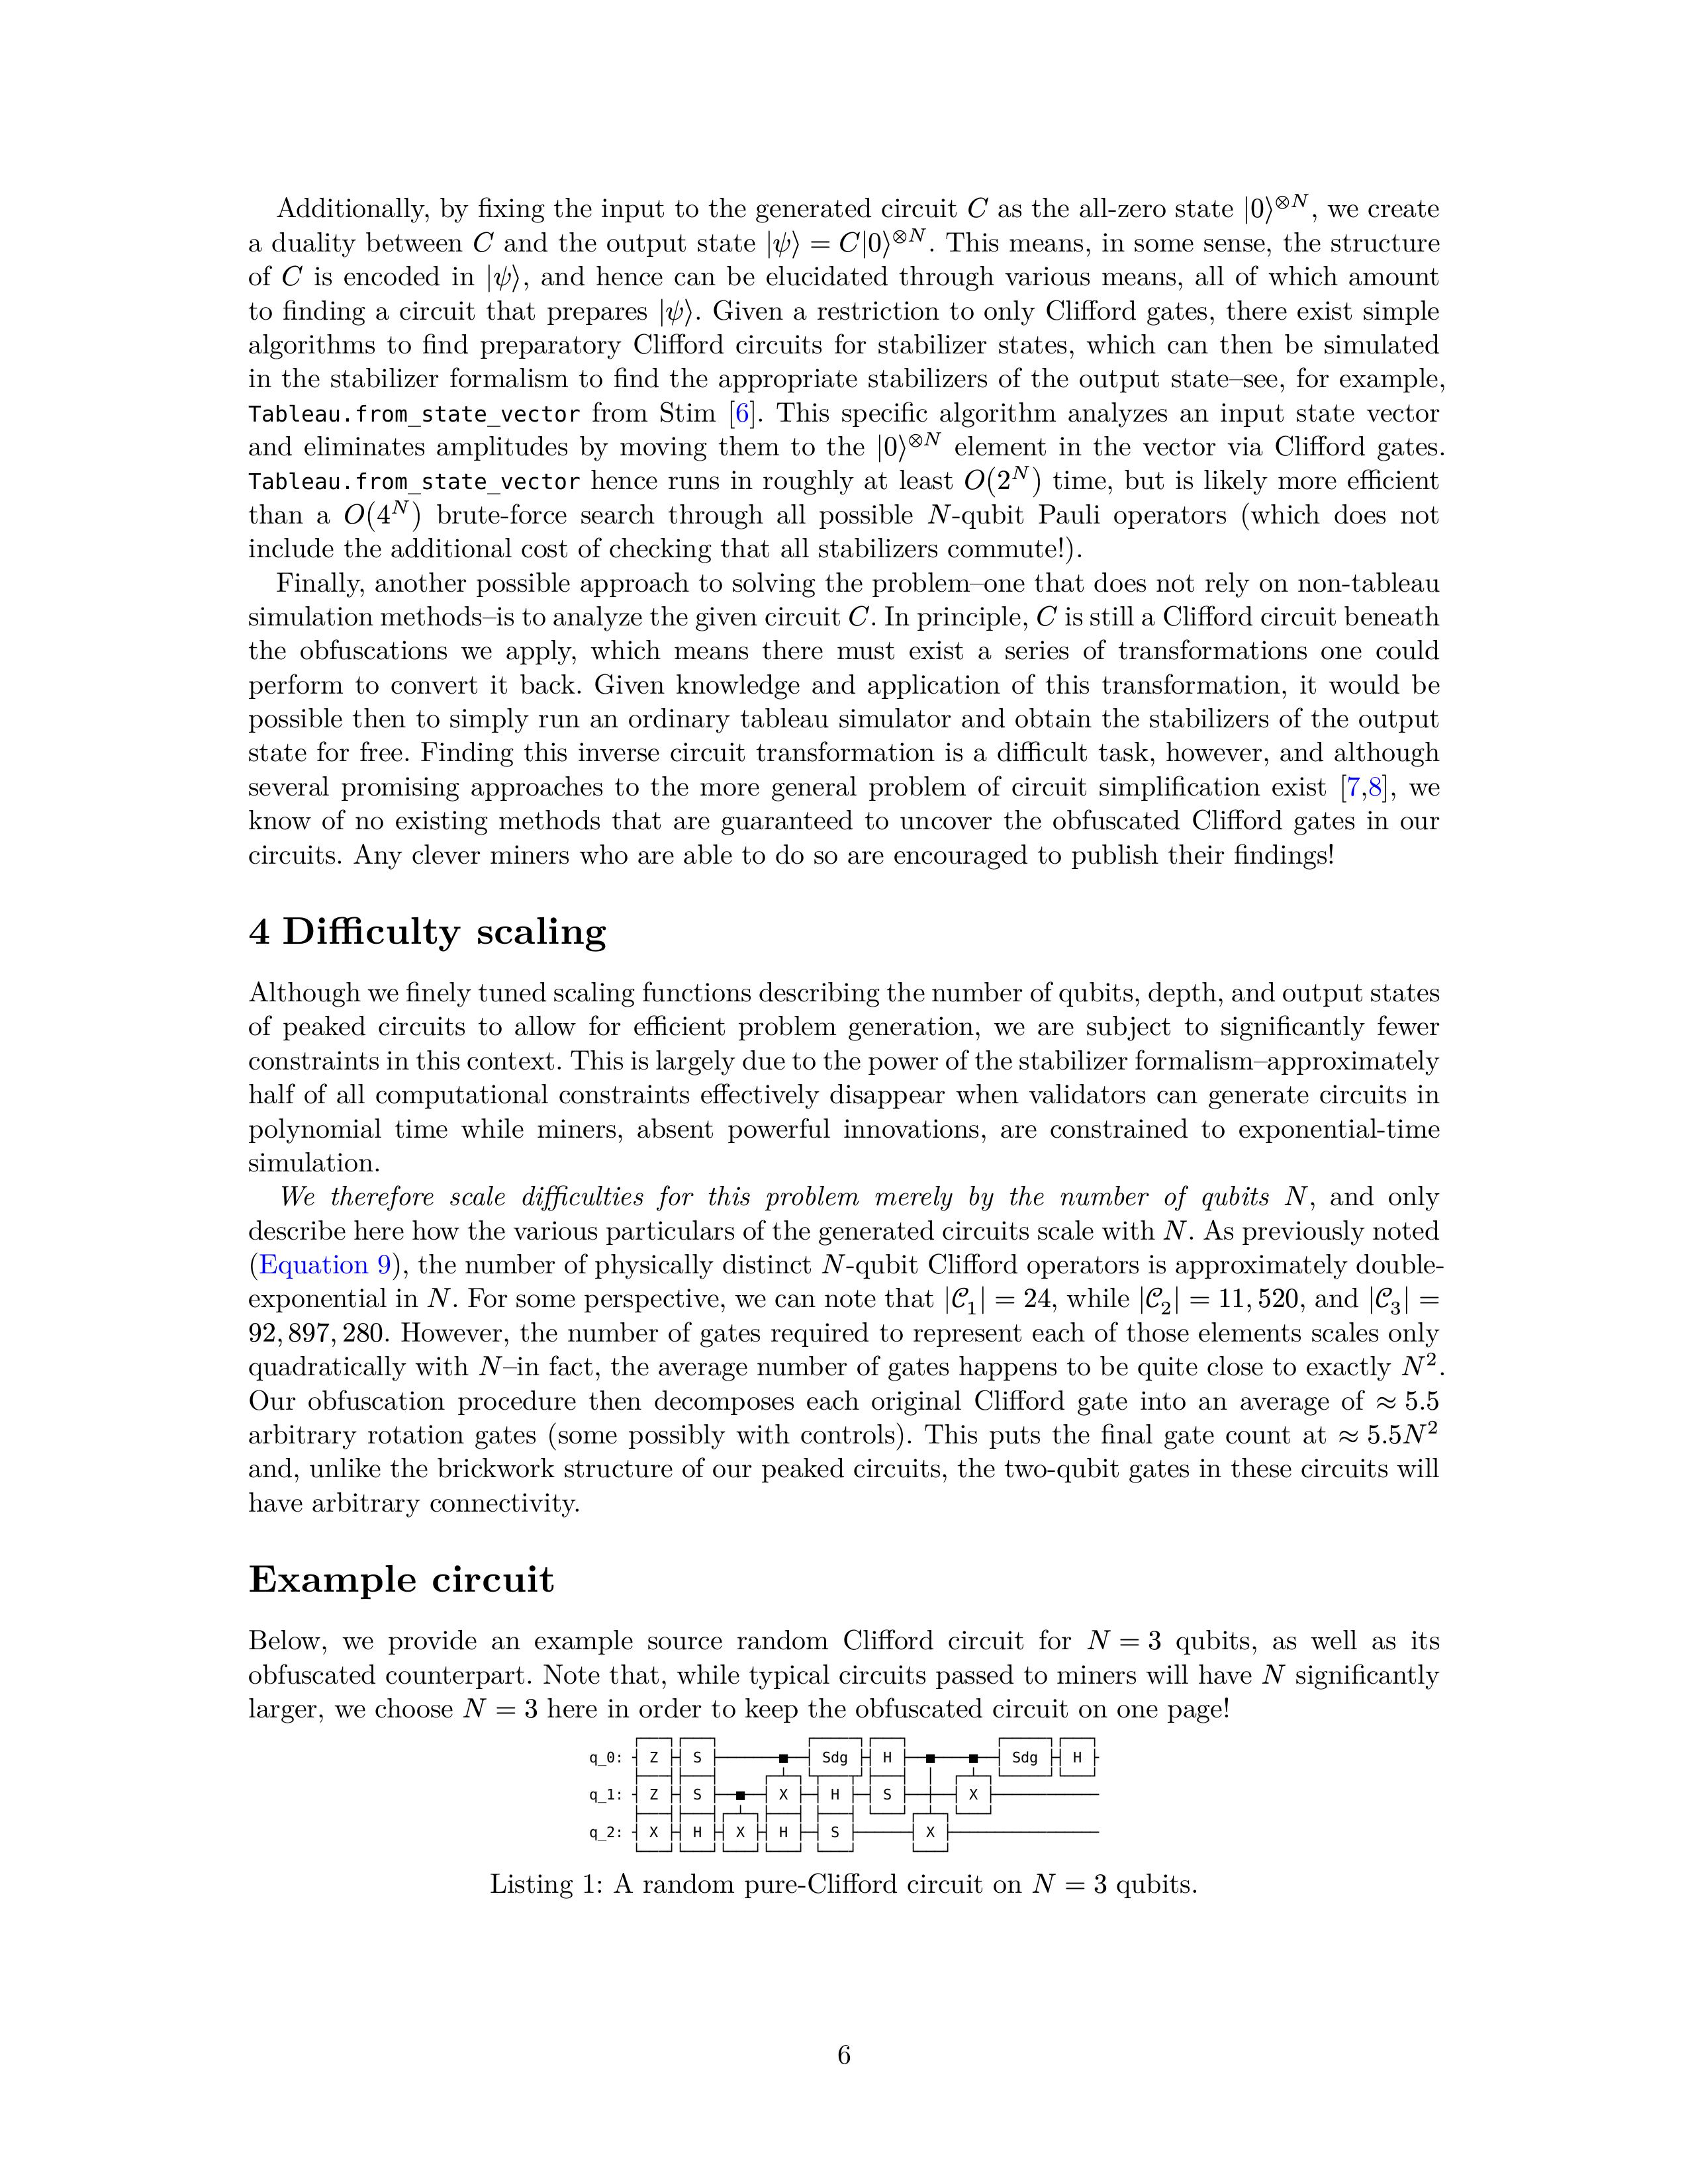 Additionally, by fixing the input to the generated circuit C as the all-zero state |0⟩⊗N, we create
a duality between C and the output state |ψ⟩ = C|0⟩⊗N. This means, in some sense, the structure
of C is encoded in |ψ⟩, and hence can be elucidated through various means, all of which amount
to finding a circuit that prepares |ψ⟩. Given a restriction to only Clifford gates, there exist simple
algorithms to find preparatory Clifford circuits for stabilizer states, which can then be simulated
in the stabilizer formalism to find the appropriate stabilizers of the output state–see, for example,
Tableau.from_state_vector from Stim [6]. This specific algorithm analyzes an input state vector
and eliminates amplitudes by moving them to the |0⟩⊗N element in the vector via Clifford gates.
Tableau.from_state_vector hence runs in roughly at least O(2^N) time, but is likely more efficient
than a O(4^N) brute-force search through all possible N-qubit Pauli operators (which does not
include the additional cost of checking that all stabilizers commute!).
Finally, another possible approach to solving the problem–one that does not rely on non-tableau
simulation methods–is to analyze the given circuit C. In principle, C is still a Clifford circuit beneath
the obfuscations we apply, which means there must exist a series of transformations one could
perform to convert it back. Given knowledge and application of this transformation, it would be
possible then to simply run an ordinary tableau simulator and obtain the stabilizers of the output
state for free. Finding this inverse circuit transformation is a difficult task, however, and although
several promising approaches to the more general problem of circuit simplification exist [7,8], we
know of no existing methods that are guaranteed to uncover the obfuscated Clifford gates in our
circuits. Any clever miners who are able to do so are encouraged to publish their findings!
4 Difficulty scaling
Although we finely tuned scaling functions describing the number of qubits, depth, and output states
of peaked circuits to allow for efficient problem generation, we are subject to significantly fewer
constraints in this context. This is largely due to the power of the stabilizer formalism–approximately
half of all computational constraints effectively disappear when validators can generate circuits in
polynomial time while miners, absent powerful innovations, are constrained to exponential-time
simulation.
We therefore scale difficulties for this problem merely by the number of qubits N, and only
describe here how the various particulars of the generated circuits scale with N. As previously noted
(Equation 9), the number of physically distinct N-qubit Clifford operators is approximately double-
exponential in N. For some perspective, we can note that |𝒞₁| = 24, while |𝒞₂| = 11, 520, and |𝒞₃| =
92, 897, 280. However, the number of gates required to represent each of those elements scales only
quadratically with N–in fact, the average number of gates happens to be quite close to exactly N².
Our obfuscation procedure then decomposes each original Clifford gate into an average of ≈ 5.5
arbitrary rotation gates (some possibly with controls). This puts the final gate count at ≈ 5.5N²
and, unlike the brickwork structure of our peaked circuits, the two-qubit gates in these circuits will
have arbitrary connectivity.
Example circuit
Below, we provide an example source random Clifford circuit for N = 3 qubits, as well as its
obfuscated counterpart. Note that, while typical circuits passed to miners will have N significantly
larger, we choose N = 3 here in order to keep the obfuscated circuit on one page!
q_0: Z S Sdg H Sdg H
q_1: Z S X H S X
q_2: X H X H S X
Listing 1: A random pure-Clifford circuit on N = 3 qubits.
6